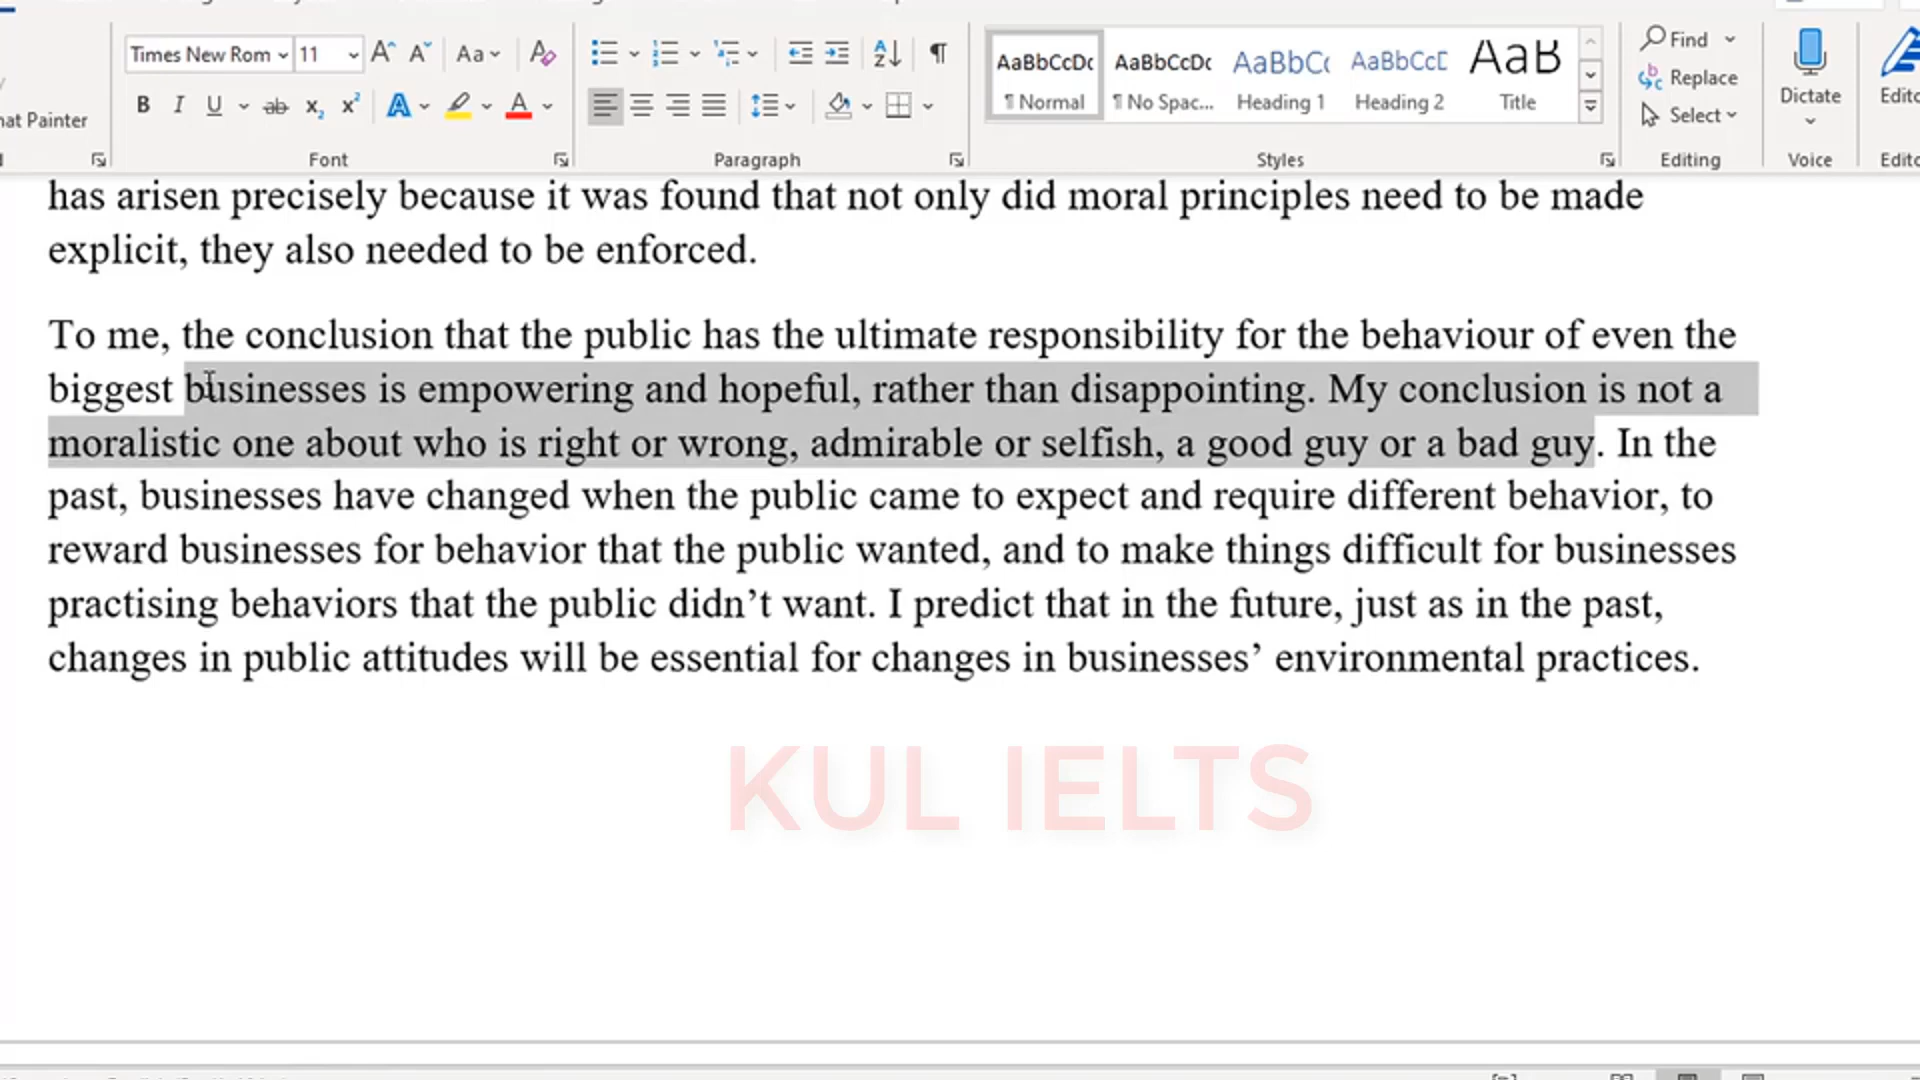 Times New Rom 11 Aa
AaBbCcDc AaBbCcDc AaBbCc AaBbCcD AaB
Find
Replace
Select
Dictate
Edito
at Painter
B I U ab x₂ x² A A
¶ Normal ¶ No Spac... Heading 1 Heading 2 Title
Font Paragraph Styles Editing Voice Edito
has arisen precisely because it was found that not only did moral principles need to be made
explicit, they also needed to be enforced.
To me, the conclusion that the public has the ultimate responsibility for the behaviour of even the
biggest businesses is empowering and hopeful, rather than disappointing. My conclusion is not a
moralistic one about who is right or wrong, admirable or selfish, a good guy or a bad guy. In the
past, businesses have changed when the public came to expect and require different behavior, to
reward businesses for behavior that the public wanted, and to make things difficult for businesses
practising behaviors that the public didn’t want. I predict that in the future, just as in the past,
changes in public attitudes will be essential for changes in businesses’ environmental practices.
KUL IELTS